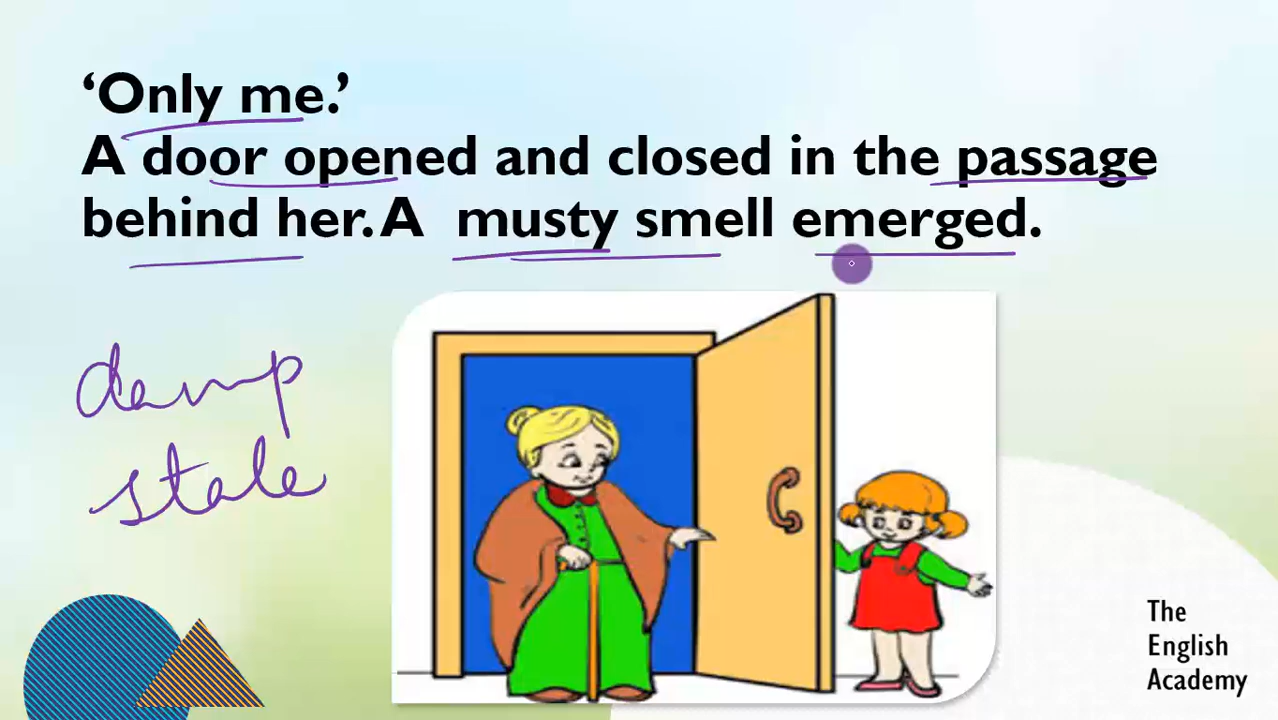 ‘Only me.’
A door opened and closed in the passage
behind her. A musty smell emerged.
damp
stale
The
English
Academy